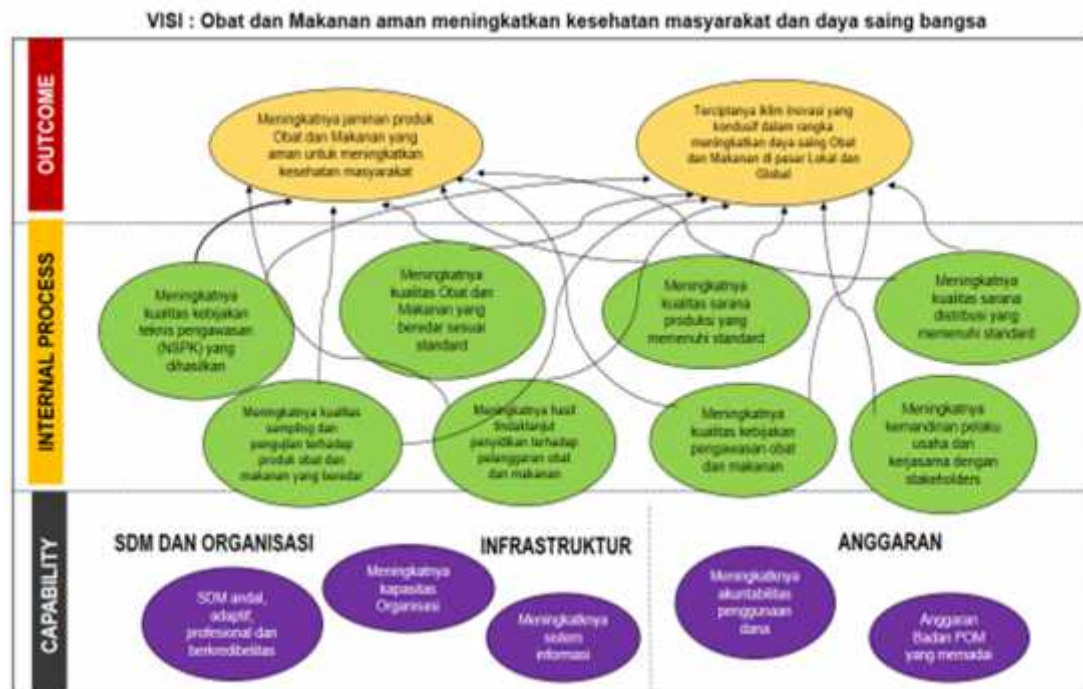 VISI : Obat dan Makanan aman meningkatkan kesehatan masyarakat dan daya saing bangsa
OUTCOME
Meningkatnya jaminan produk
Obat dan Makanan yang
aman untuk meningkatkan
kesehatan masyarakat
Terciptanya Iklim Inovasi yang
kondusif dalam rangka
meningkatkan daya saing Obat
dan Makanan di pasar Lokal dan
Global
INTERNAL PROCESS
Meningkatnya
kualitas kebijakan
teknis pengawasan
(NSPK) yang
dihasilkan
Meningkatnya
kualitas Obat dan
Makanan yang
beredar sesuai
standard
Meningkatnya
kualitas sarana
produksi yang
memenuhi standard
Meningkatnya
kualitas sarana
distribusi yang
memenuhi standard
Meningkatnya kualitas
sampling dan
pengujian terhadap
produk obat dan
makanan yang beredar
Meningkatnya hasil
tindaklanjut
penyidikan terhadap
pelanggaran obat
dan makanan
Meningkatnya
kualitas kebijakan
pengawasan obat
dan makanan
Meningkatnya
kemandirian pelaku
usaha dan
kerjasama dengan
stakeholders
CAPABILITY
SDM DAN ORGANISASI
INFRASTRUKTUR
ANGGARAN
SDM andal,
adaptif,
profesional dan
berkredibelitas
Meningkatnya
kapasitas
Organisasi
Meningkatknya
sistem
informasi
Meningkatknya
akuntabilitas
penggunaan
dana
Anggaran
Badan POM
yang memadai